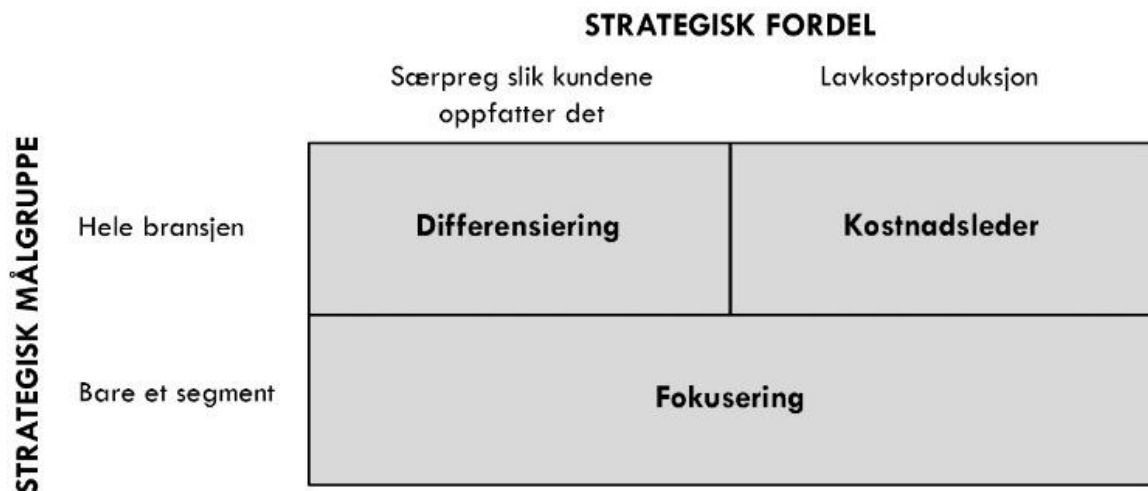 STRATEGISK FORDEL
Særpreg slik kundene
oppfatter det
Lavkostproduksjon
STRATEGISK MÅLGRUPPE
Hele bransjen
Differensiering
Kostnadsleder
Bare et segment
Fokusering